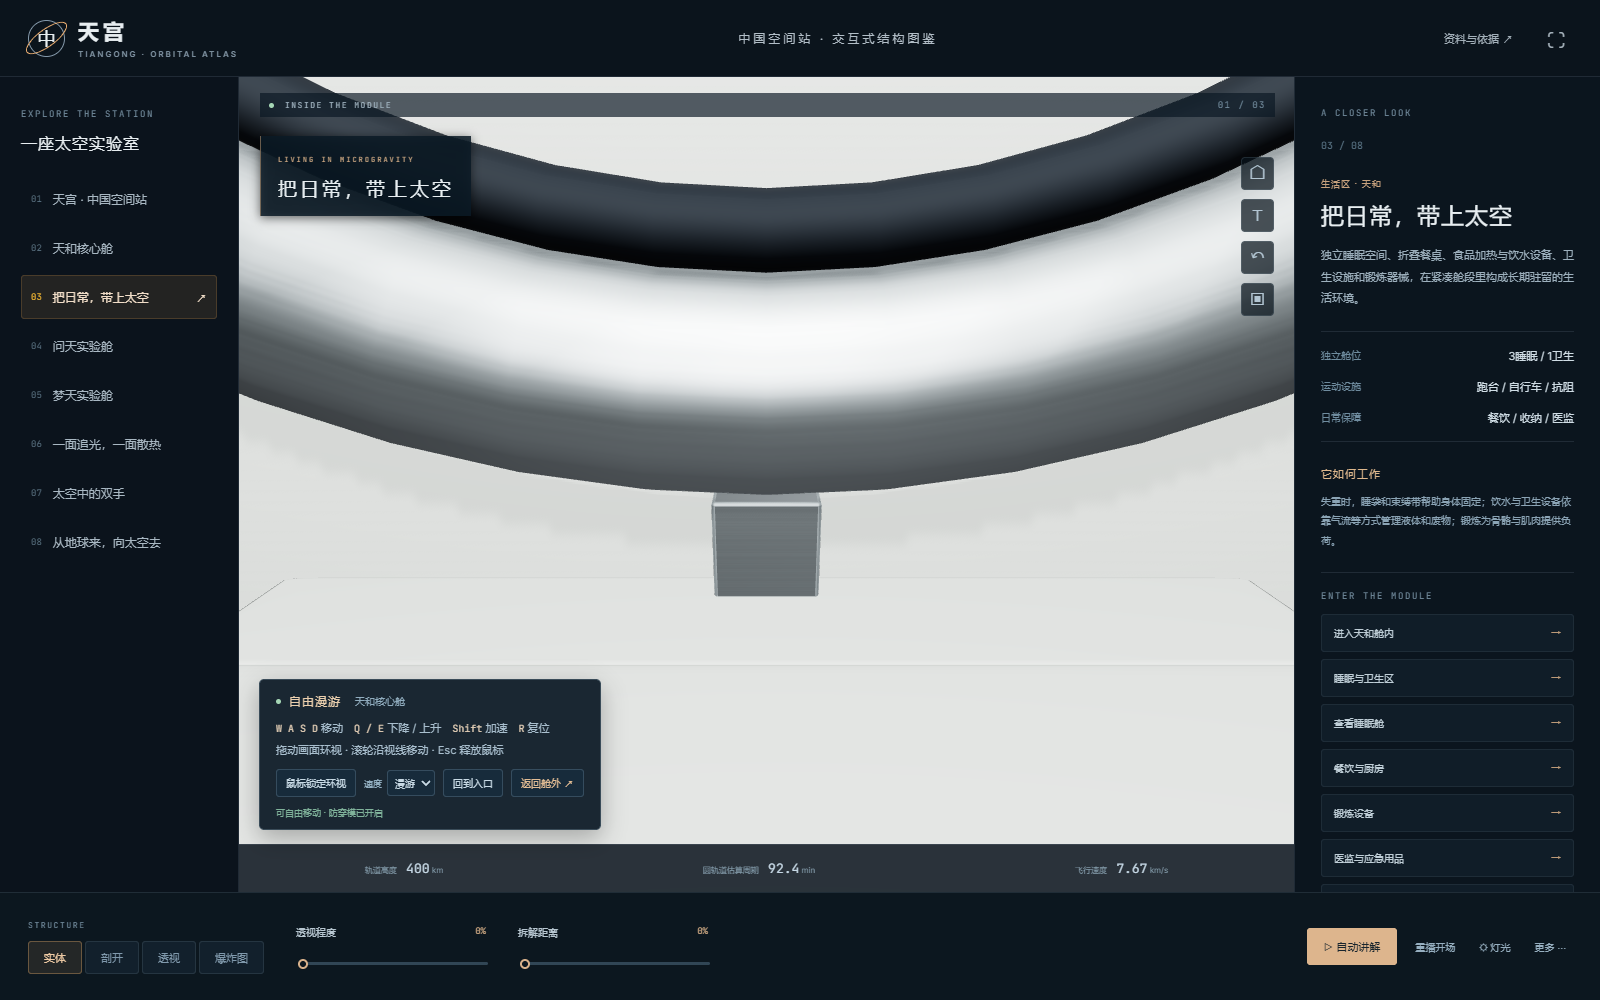 中 天宫
TIANGONG · ORBITAL ATLAS
中国空间站 · 交互式结构图鉴
资料与依据 ↗
EXPLORE THE STATION
一座太空实验室
01 天宫 · 中国空间站
02 天和核心舱
03 把日常，带上太空 ↗
04 问天实验舱
05 梦天实验舱
06 一面追光，一面散热
07 太空中的双手
08 从地球来，向太空去
INSIDE THE MODULE 01 / 03
LIVING IN MICROGRAVITY
把日常，带上太空
T
自由漫游 天和核心舱
W A S D 移动 Q / E 下降 / 上升 Shift 加速 R 复位
拖动画面环视 · 滚轮沿视线移动 · Esc 释放鼠标
鼠标锁定环视 速度 漫游 回到入口 返回舱外 ↗
可自由移动 · 防穿模已开启
轨道高度 400 km
圆轨道估算周期 92.4 min
飞行速度 7.67 km/s
A CLOSER LOOK
03 / 08
生活区 · 天和
把日常，带上太空
独立睡眠空间、折叠餐桌、食品加热与饮水设备、卫
生设施和锻炼器械，在紧凑舱段里构成长期驻留的生
活环境。
独立舱位 3睡眠 / 1卫生
运动设施 跑台 / 自行车 / 抗阻
日常保障 餐饮 / 收纳 / 医监
它如何工作
失重时，睡袋和束缚带帮助身体固定；饮水与卫生设备依
靠气流等方式管理液体和废物；锻炼为骨骼与肌肉提供负
荷。
ENTER THE MODULE
进入天和舱内 →
睡眠与卫生区 →
查看睡眠舱 →
餐饮与厨房 →
锻炼设备 →
医监与应急用品 →
STRUCTURE
实体 剖开 透视 爆炸图
透视程度 0%
拆解距离 0%
▷ 自动讲解 重播开场 灯光 更多 ···